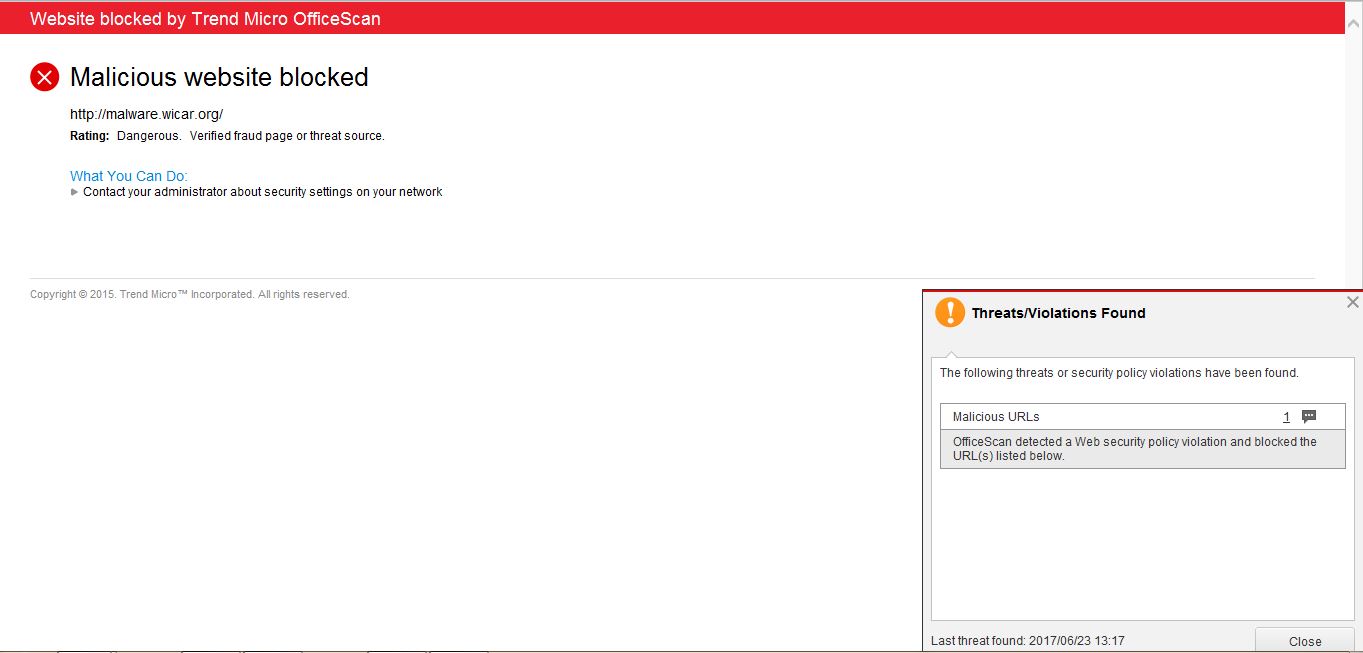 Website blocked by Trend Micro OfficeScan
Malicious website blocked
http://malware.wicar.org/
Rating: Dangerous. Verified fraud page or threat source.
What You Can Do:
Contact your administrator about security settings on your network
Copyright © 2015. Trend Micro™ Incorporated. All rights reserved.
Threats/Violations Found
The following threats or security policy violations have been found.
Malicious URLs 1
OfficeScan detected a Web security policy violation and blocked the
URL(s) listed below.
Last threat found: 2017/06/23 13:17
Close